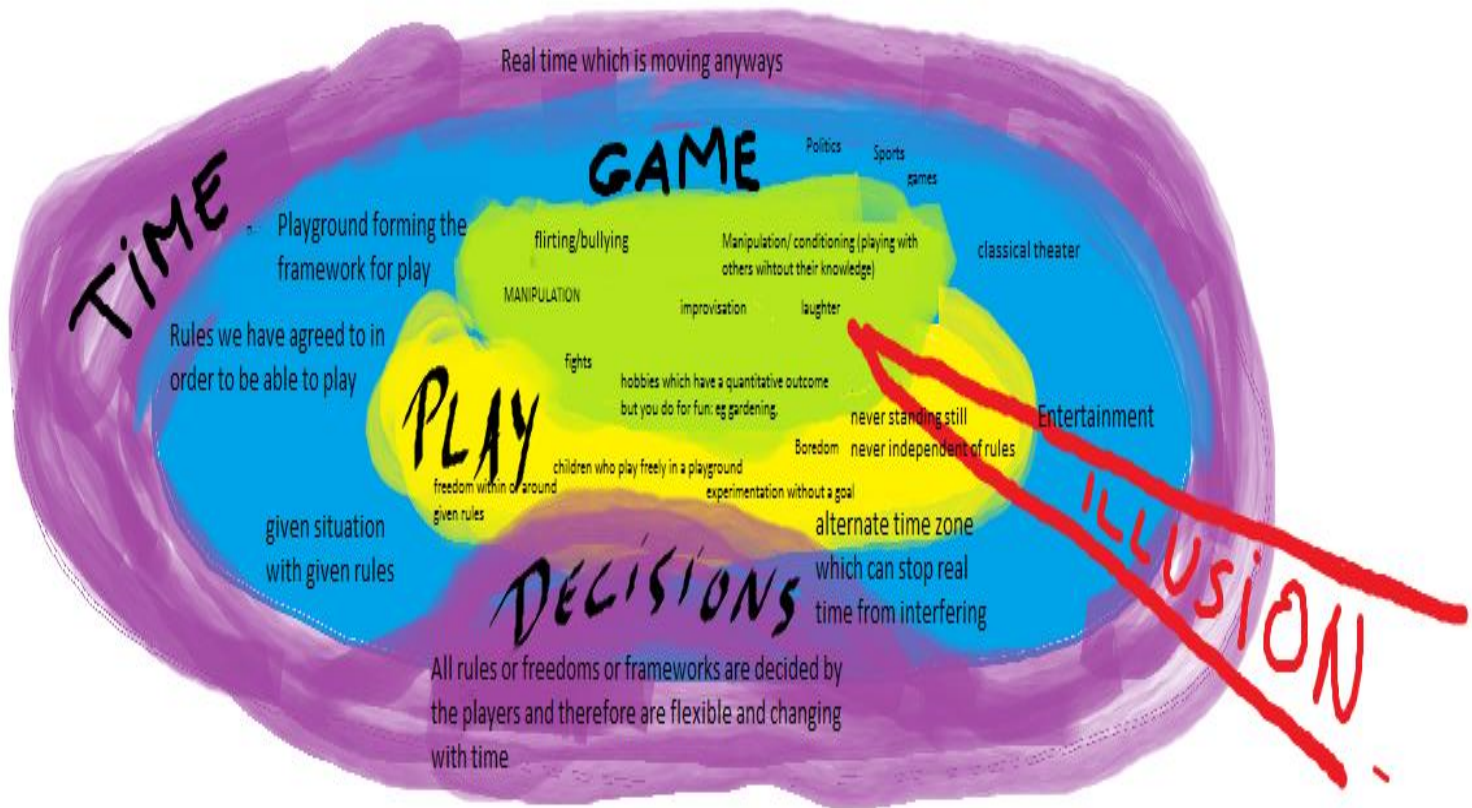 Real time which is moving anyways
TiME
GAME
Politics
Sports
games
Playground forming the
framework for play
flirting/bullying
Manipulation/ conditioning (playing with
others wihtout their knowledge)
classical theater
MANIPULATION
improvisation
laughter
Rules we have agreed to in
order to be able to play
fights
hobbies which have a quantitative outcome
but you do for fun: eg gardening.
PLAY
never standing still
never independent of rules
Entertainment
Boredom
children who play freely in a playground
freedom within or around
given rules
experimentation without a goal
ILLUSiON
given situation
with given rules
alternate time zone
which can stop real
time from interfering
DECiSiONS
All rules or freedoms or frameworks are decided by
the players and therefore are flexible and changing
with time